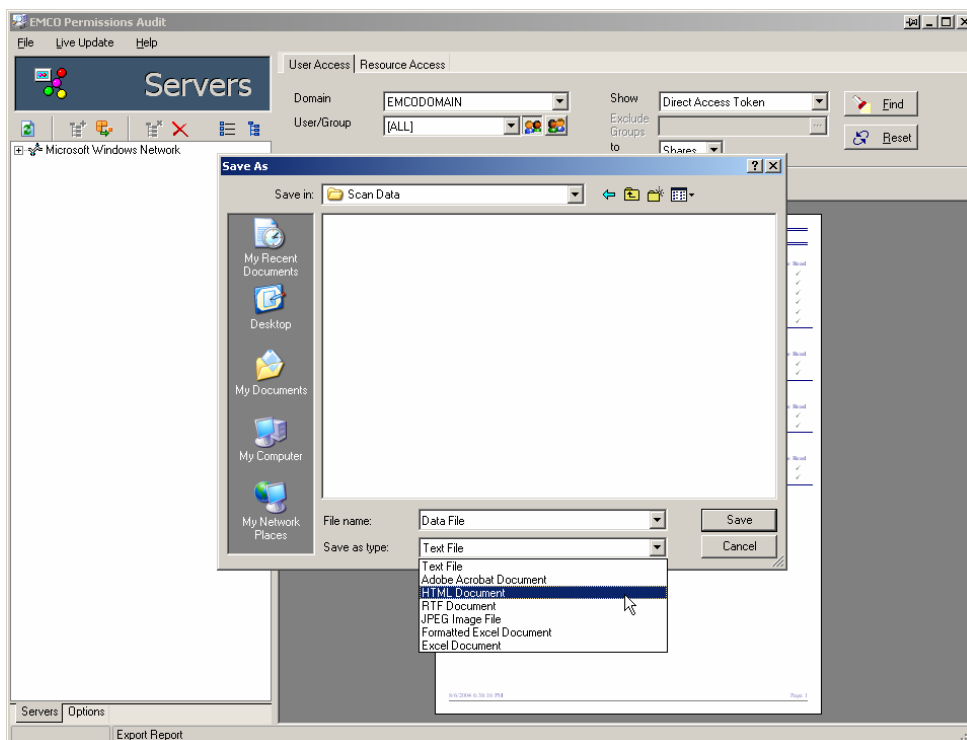 EMCO Permissions Audit
File Live Update Help
Servers
User Access Resource Access
Domain EMCODOMAIN Show Direct Access Token Find
User/Group [ALL] Exclude Groups Reset
to Shares
Microsoft Windows Network
Save As
Save in: Scan Data
My Recent Documents
Desktop
My Documents
My Computer
My Network Places
File name: Data File Save
Save as type: Text File Cancel
Text File
Adobe Acrobat Document
HTML Document
RTF Document
JPEG Image File
Formatted Excel Document
Excel Document
Page 1
Servers Options
Export Report